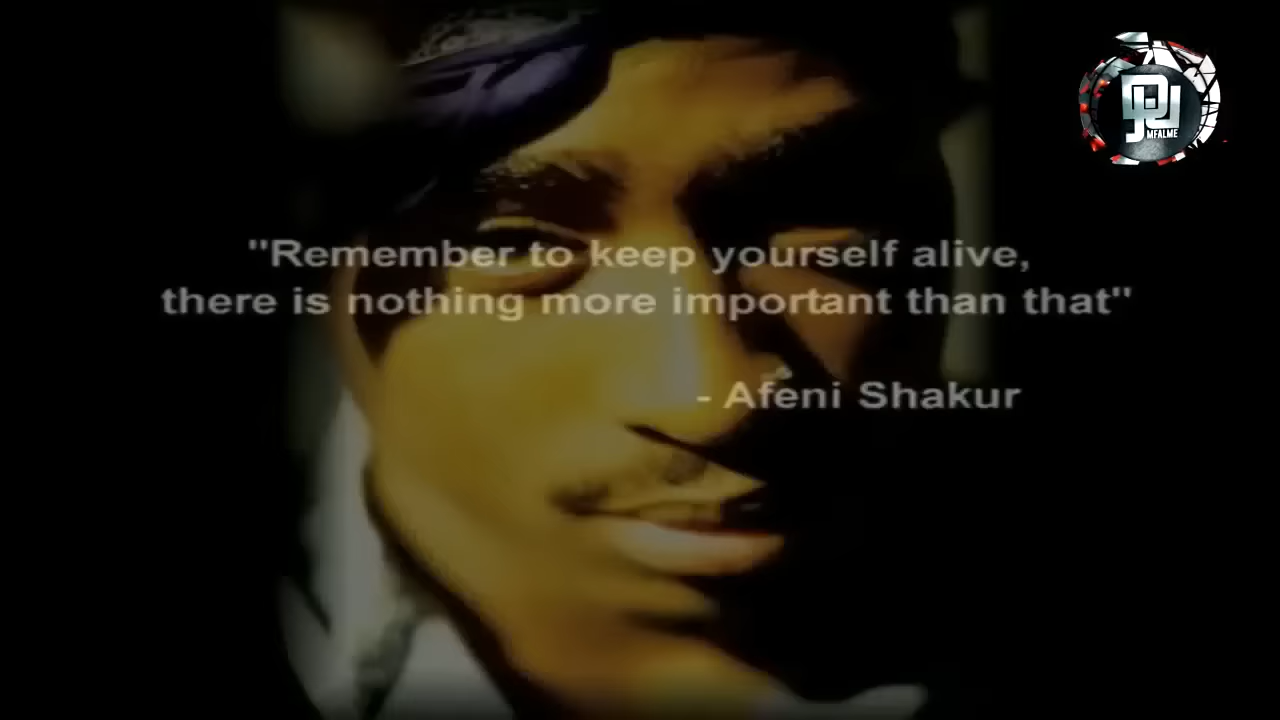 "Remember to keep yourself alive,
there is nothing more important than that"
- Afeni Shakur
MFALME